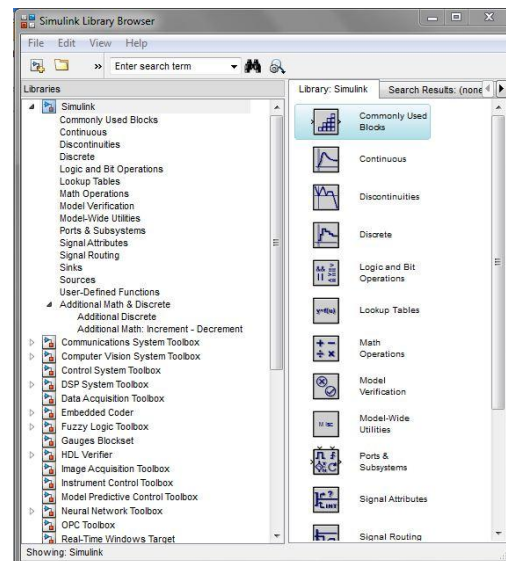 Simulink Library Browser
File Edit View Help
» Enter search term
Libraries
Simulink
Commonly Used Blocks
Continuous
Discontinuities
Discrete
Logic and Bit Operations
Lookup Tables
Math Operations
Model Verification
Model-Wide Utilities
Ports & Subsystems
Signal Attributes
Signal Routing
Sinks
Sources
User-Defined Functions
Additional Math & Discrete
Additional Discrete
Additional Math: Increment - Decrement
Communications System Toolbox
Computer Vision System Toolbox
Control System Toolbox
DSP System Toolbox
Data Acquisition Toolbox
Embedded Coder
Fuzzy Logic Toolbox
Gauges Blockset
HDL Verifier
Image Acquisition Toolbox
Instrument Control Toolbox
Model Predictive Control Toolbox
Neural Network Toolbox
OPC Toolbox
Real-Time Windows Target
Library: Simulink Search Results: (none
Commonly Used
Blocks
Continuous
Discontinuities
Discrete
Logic and Bit
Operations
y=f(u) Lookup Tables
+ − Math
÷ × Operations
Model
Verification
Misc Model-Wide
Utilities
Ports &
Subsystems
Signal Attributes
Signal Routing
Showing: Simulink